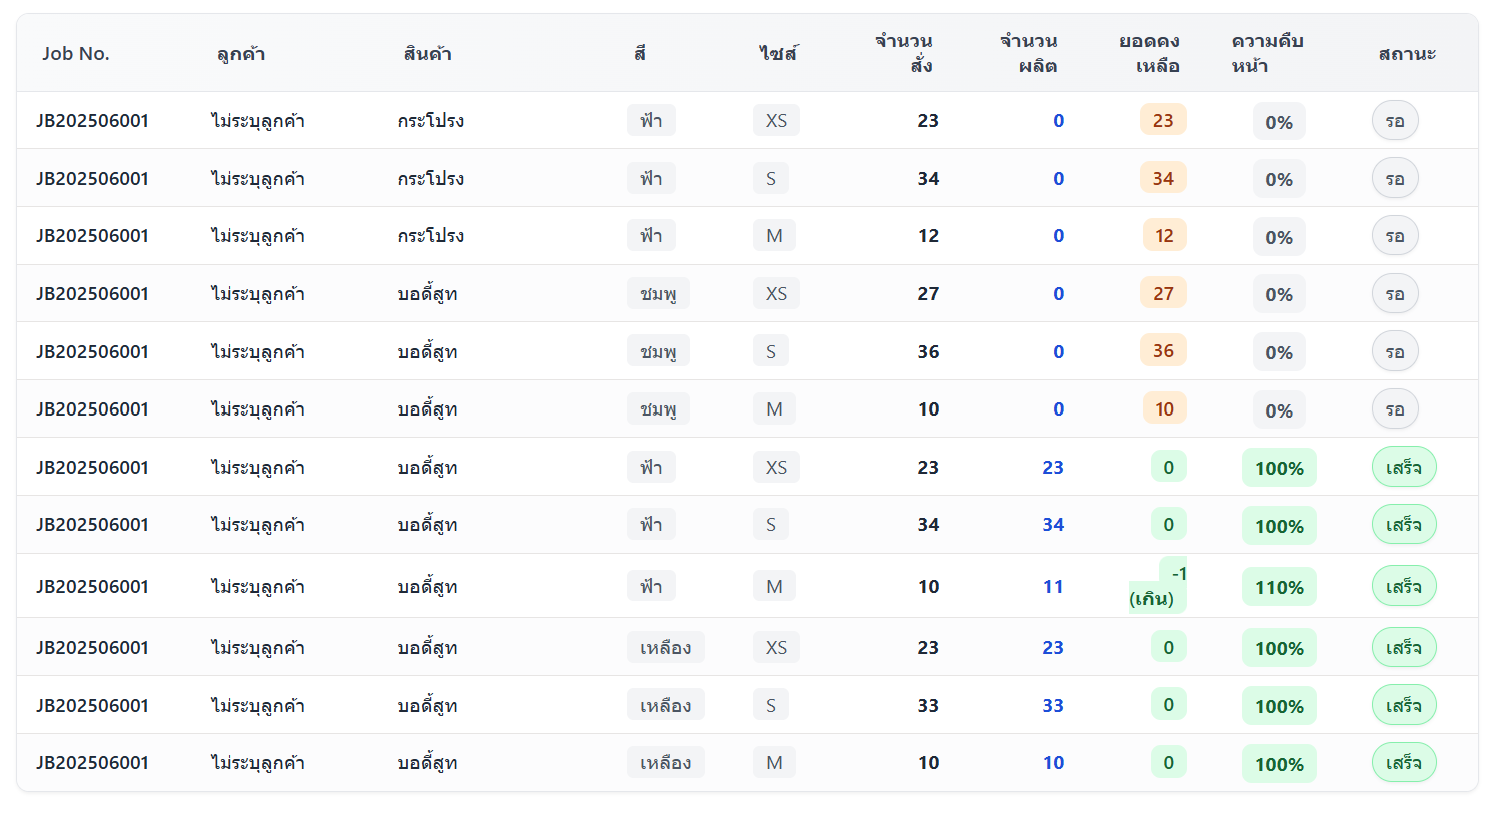 Job No. ลูกค้า สินค้า สี ไซส์ จำนวนสั่ง จำนวนผลิต ยอดคงเหลือ ความคืบหน้า สถานะ
JB202506001 ไม่ระบุลูกค้า กระโปรง ฟ้า XS 23 0 23 0% รอ
JB202506001 ไม่ระบุลูกค้า กระโปรง ฟ้า S 34 0 34 0% รอ
JB202506001 ไม่ระบุลูกค้า กระโปรง ฟ้า M 12 0 12 0% รอ
JB202506001 ไม่ระบุลูกค้า บอดี้สูท ชมพู XS 27 0 27 0% รอ
JB202506001 ไม่ระบุลูกค้า บอดี้สูท ชมพู S 36 0 36 0% รอ
JB202506001 ไม่ระบุลูกค้า บอดี้สูท ชมพู M 10 0 10 0% รอ
JB202506001 ไม่ระบุลูกค้า บอดี้สูท ฟ้า XS 23 23 0 100% เสร็จ
JB202506001 ไม่ระบุลูกค้า บอดี้สูท ฟ้า S 34 34 0 100% เสร็จ
JB202506001 ไม่ระบุลูกค้า บอดี้สูท ฟ้า M 10 11 -1 (เกิน) 110% เสร็จ
JB202506001 ไม่ระบุลูกค้า บอดี้สูท เหลือง XS 23 23 0 100% เสร็จ
JB202506001 ไม่ระบุลูกค้า บอดี้สูท เหลือง S 33 33 0 100% เสร็จ
JB202506001 ไม่ระบุลูกค้า บอดี้สูท เหลือง M 10 10 0 100% เสร็จ